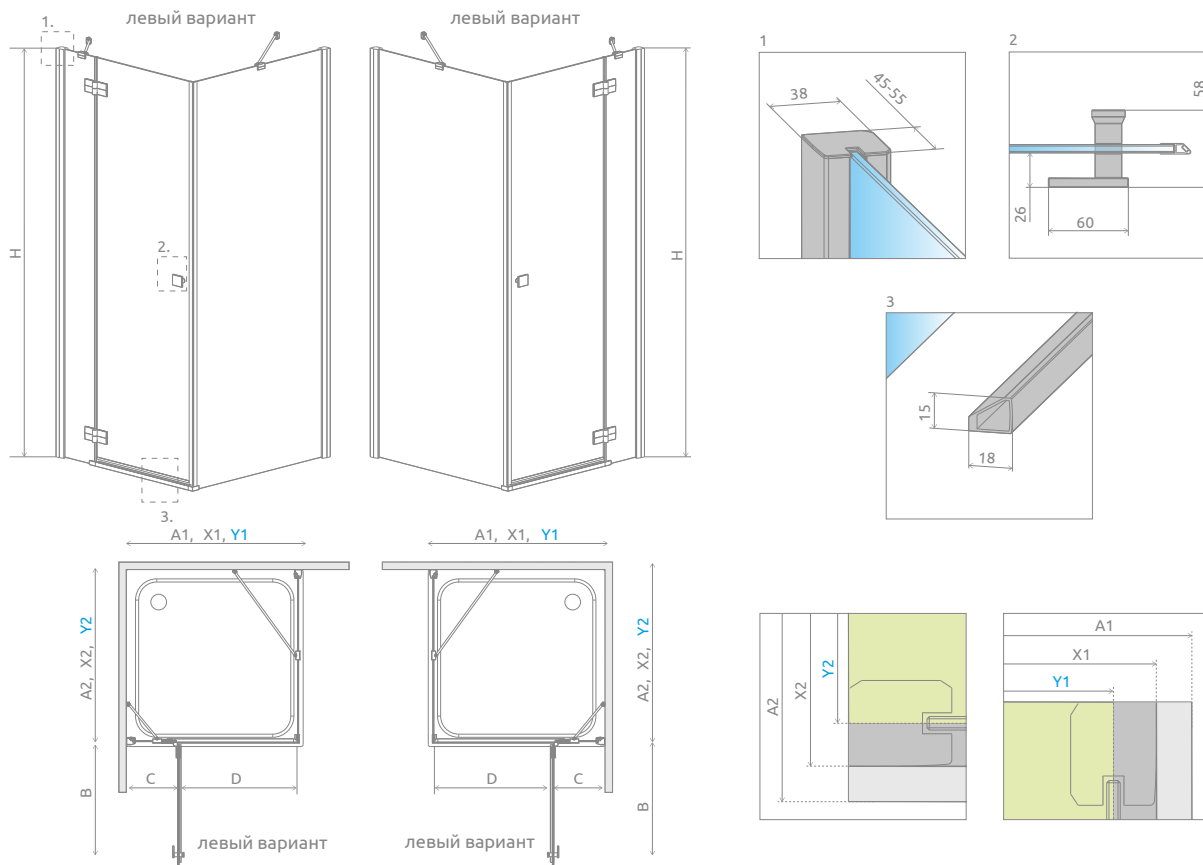 левый вариант
левый вариант
1.
2.
3.
H
H
1
38
45-55
2
58
26
60
3
15
18
A1, X1, Y1
A1, X1, Y1
A2, X2, Y2
A2, X2, Y2
B
C
D
D
C
B
левый вариант
левый вариант
A2
X2
Y2
A1
X1
Y1